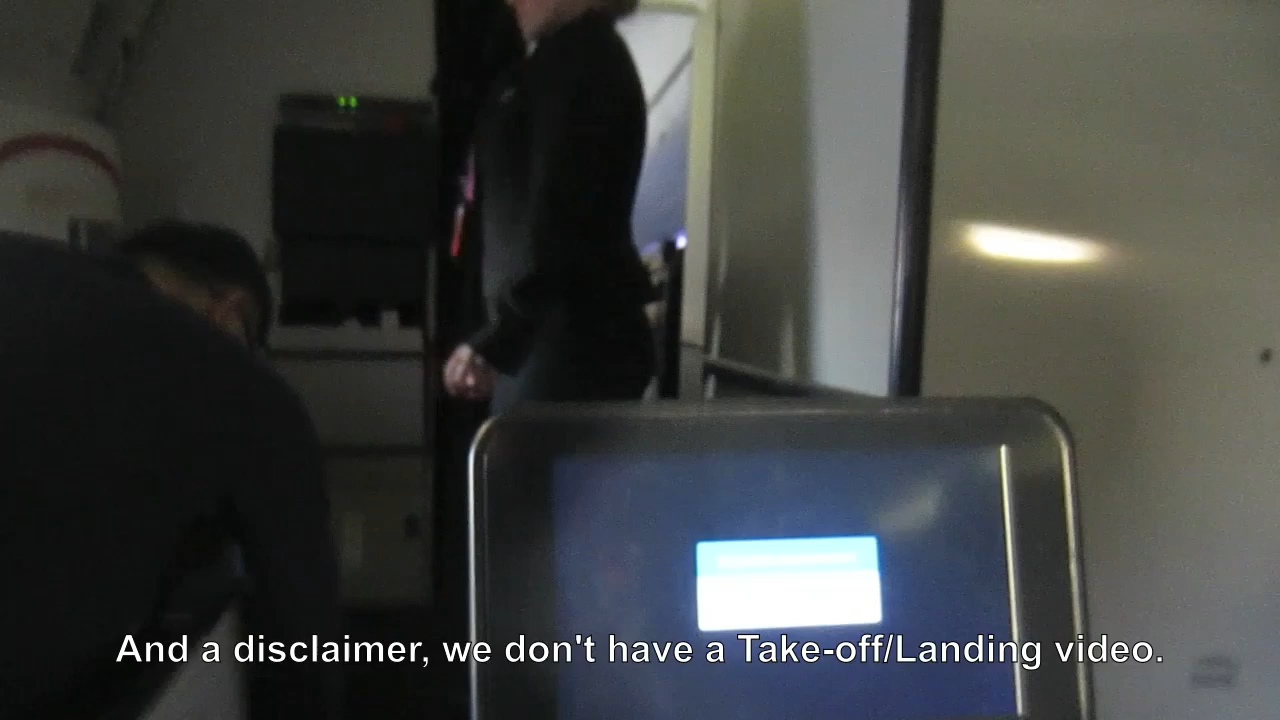 And a disclaimer, we don't have a Take-off/Landing video.